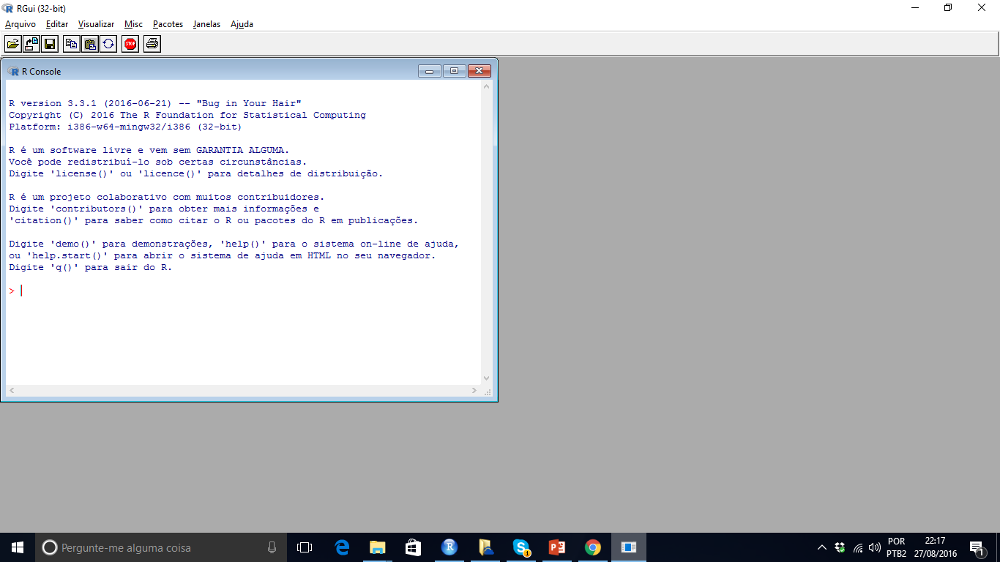 RGui (32-bit)
Arquivo Editar Visualizar Misc Pacotes Janelas Ajuda
STOP
R Console
R version 3.3.1 (2016-06-21) -- "Bug in Your Hair"
Copyright (C) 2016 The R Foundation for Statistical Computing
Platform: i386-w64-mingw32/i386 (32-bit)
R é um software livre e vem sem GARANTIA ALGUMA.
Você pode redistribuí-lo sob certas circunstâncias.
Digite 'license()' ou 'licence()' para detalhes de distribuição.
R é um projeto colaborativo com muitos contribuidores.
Digite 'contributors()' para obter mais informações e
'citation()' para saber como citar o R ou pacotes do R em publicações.
Digite 'demo()' para demonstrações, 'help()' para o sistema on-line de ajuda,
ou 'help.start()' para abrir o sistema de ajuda em HTML no seu navegador.
Digite 'q()' para sair do R.
>
Pergunte-me alguma coisa
POR 22:17
PTB2 27/08/2016
1